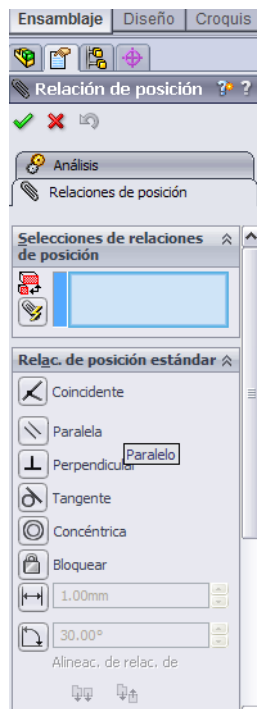 Ensamblaje Diseño Croquis
Relación de posición ? ?
Análisis
Relaciones de posición
Selecciones de relaciones
de posición
Relac. de posición estándar
Coincidente
Paralela
Paralelo
Perpendicular
Tangente
Concéntrica
Bloquear
1.00mm
30.00°
Alineac. de relac. de